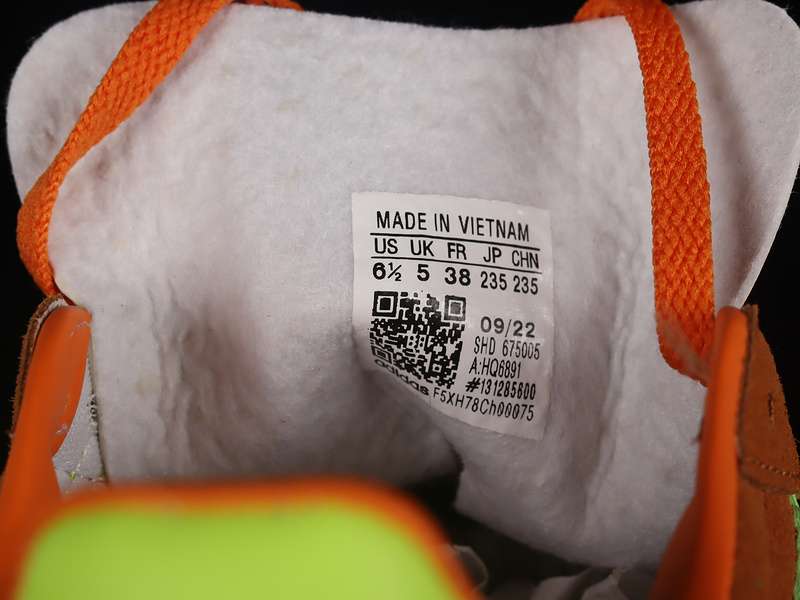 MADE IN VIETNAM
US UK FR JP CHN
6½ 5 38 235 235
09/22
SHD 675005
A:HQ6891
#131285600
adidas F5XH78Ch00075